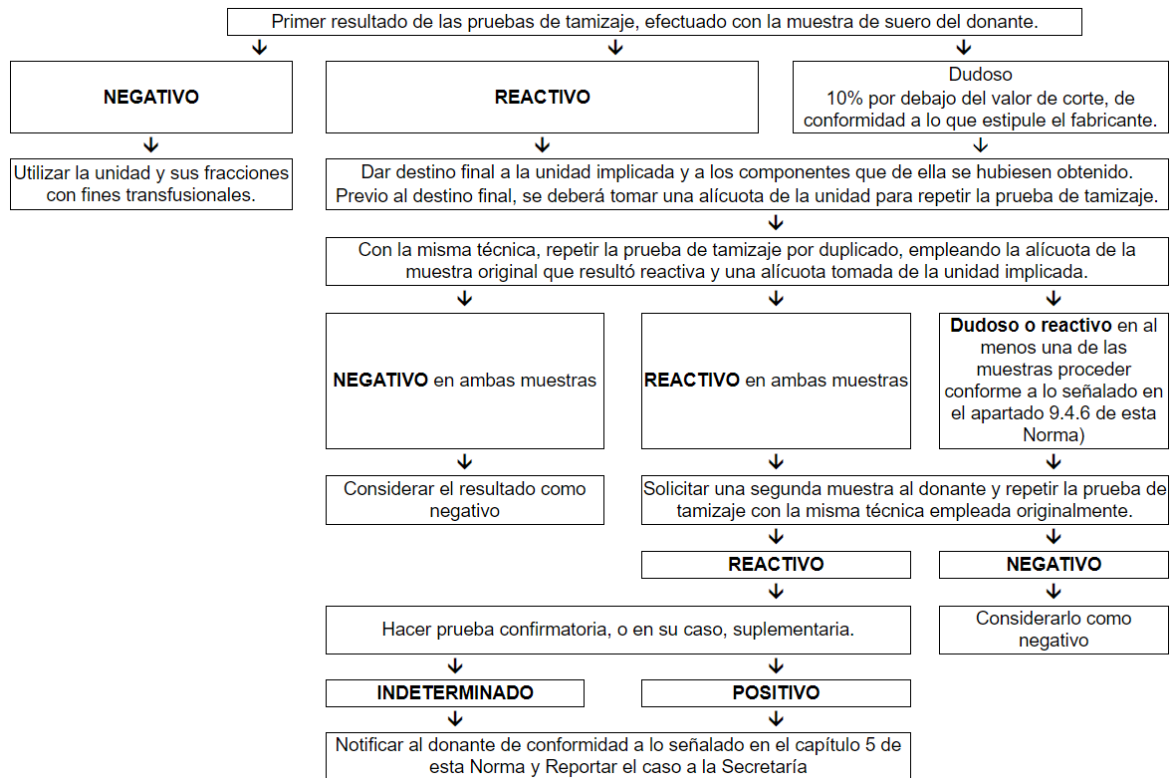 Primer resultado de las pruebas de tamizaje, efectuado con la muestra de suero del donante.
NEGATIVO
REACTIVO
Dudoso
10% por debajo del valor de corte, de
conformidad a lo que estipule el fabricante.
Utilizar la unidad y sus fracciones
con fines transfusionales.
Dar destino final a la unidad implicada y a los componentes que de ella se hubiesen obtenido.
Previo al destino final, se deberá tomar una alícuota de la unidad para repetir la prueba de tamizaje.
Con la misma técnica, repetir la prueba de tamizaje por duplicado, empleando la alícuota de la
muestra original que resultó reactiva y una alícuota tomada de la unidad implicada.
NEGATIVO en ambas muestras
REACTIVO en ambas muestras
Dudoso o reactivo en al
menos una de las
muestras proceder
conforme a lo señalado en
el apartado 9.4.6 de esta
Norma)
Considerar el resultado como
negativo
Solicitar una segunda muestra al donante y repetir la prueba de
tamizaje con la misma técnica empleada originalmente.
REACTIVO
NEGATIVO
Hacer prueba confirmatoria, o en su caso, suplementaria.
Considerarlo como
negativo
INDETERMINADO
POSITIVO
Notificar al donante de conformidad a lo señalado en el capítulo 5 de
esta Norma y Reportar el caso a la Secretaría